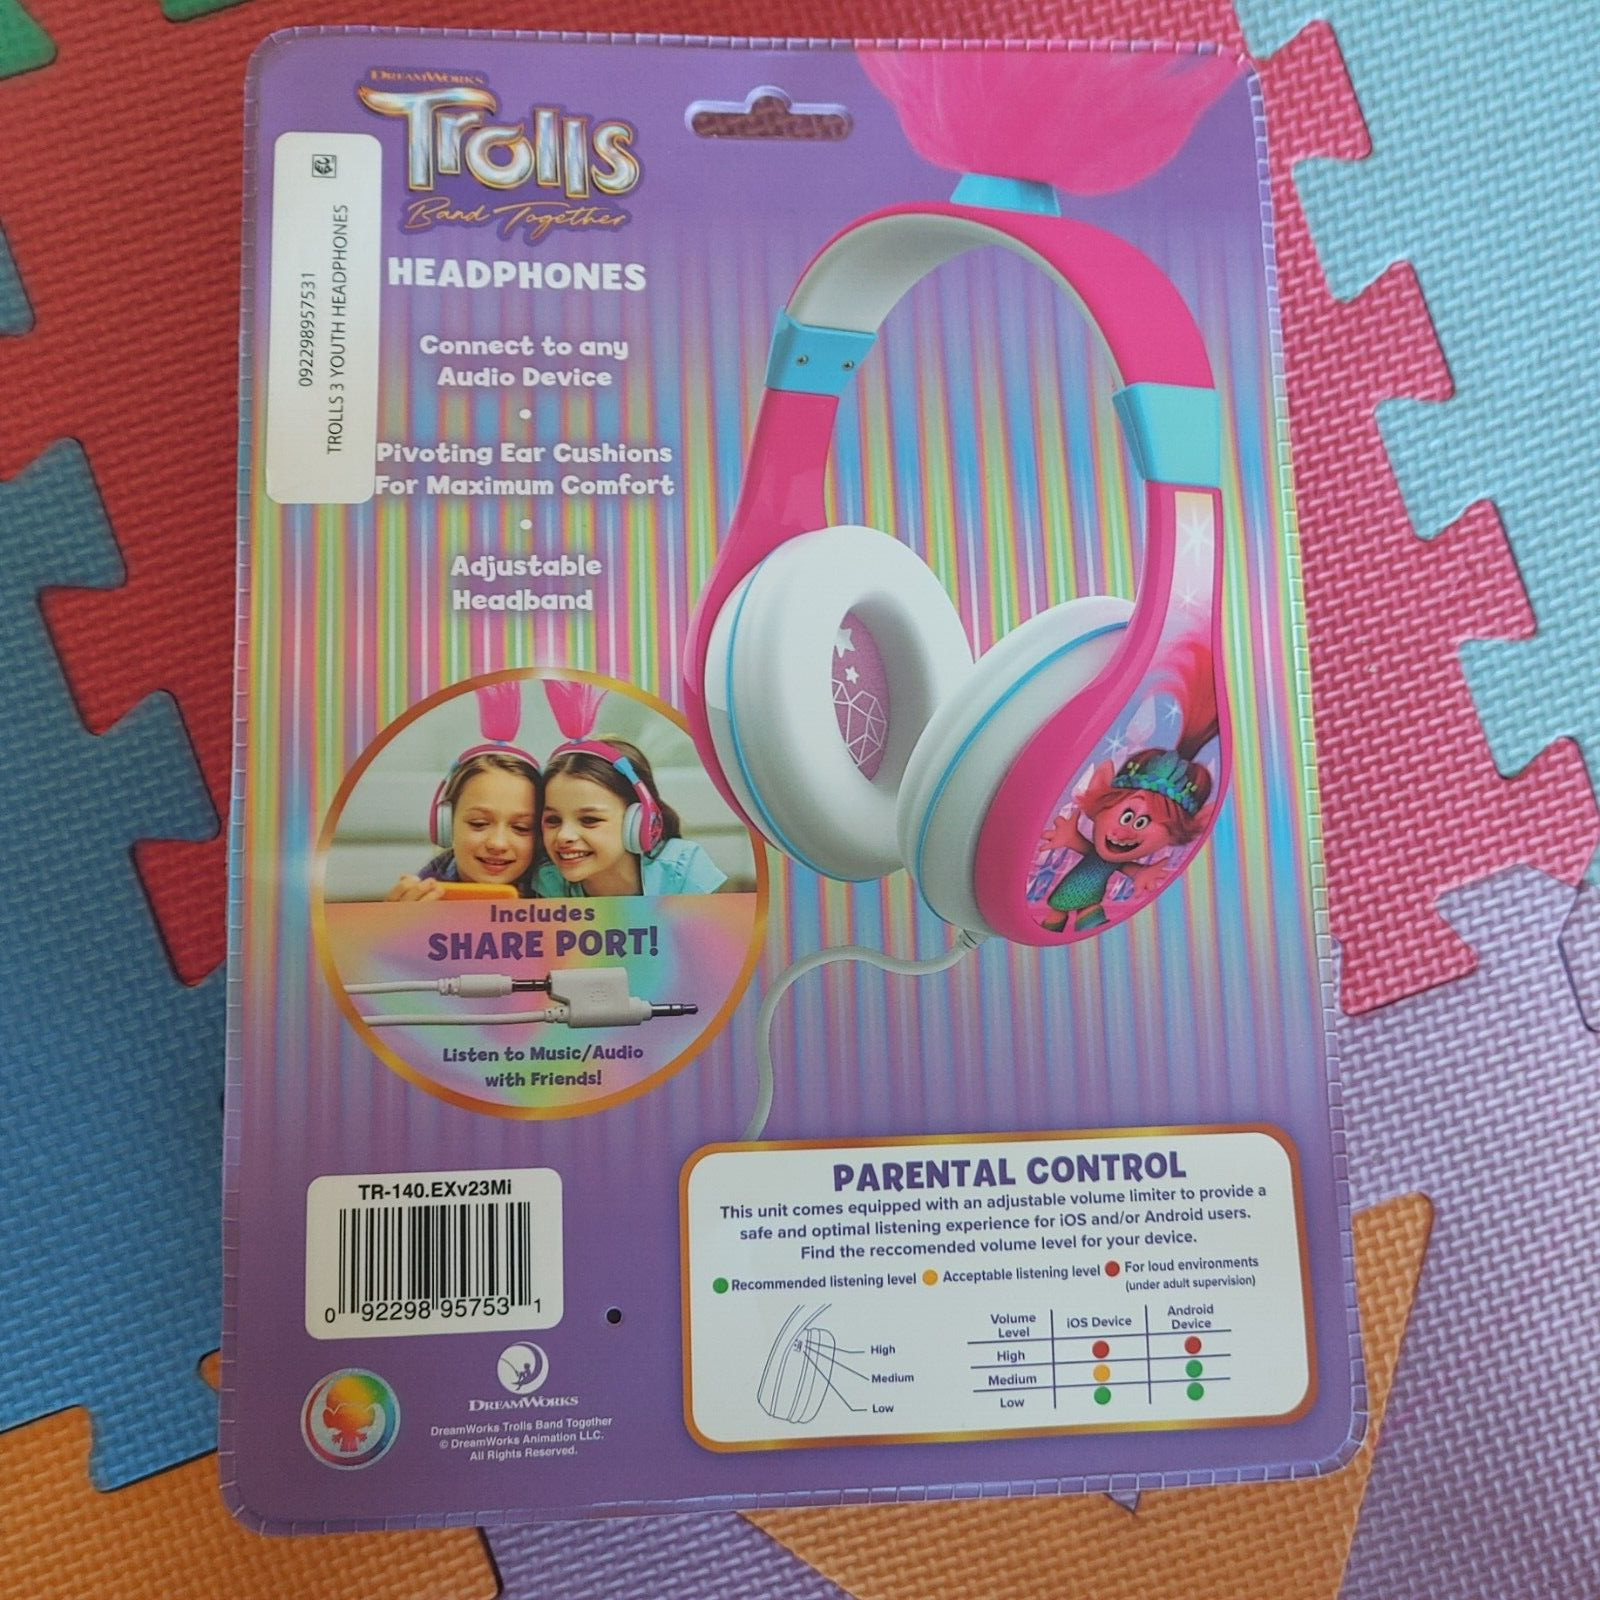 DREAMWORKS
Trolls
Band Together
HEADPHONES
Connect to any
Audio Device
•
Pivoting Ear Cushions
For Maximum Comfort
•
Adjustable
Headband
092298957531
TROLLS 3 YOUTH HEADPHONES
Includes
SHARE PORT!
Listen to Music/Audio
with Friends!
TR-140.EXv23Mi
0 92298 95753 1
DREAMWORKS
DreamWorks Trolls Band Together
© DreamWorks Animation LLC.
All Rights Reserved.
PARENTAL CONTROL
This unit comes equipped with an adjustable volume limiter to provide a
safe and optimal listening experience for iOS and/or Android users.
Find the reccomended volume level for your device.
Recommended listening level Acceptable listening level For loud environments
(under adult supervision)
High
Medium
Low
Volume
Level iOS Device Android
Device
High
Medium
Low